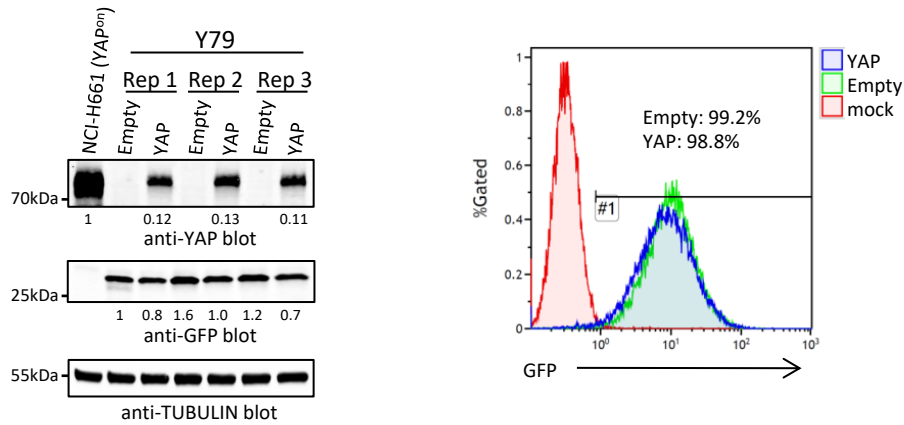 NCI-H661 (YAPon)
Y79
Rep 1 Rep 2 Rep 3
Empty YAP Empty YAP Empty YAP
70kDa
1 0.12 0.13 0.11
anti-YAP blot
25kDa
1 0.8 1.6 1.0 1.2 0.7
anti-GFP blot
55kDa
anti-TUBULIN blot
YAP
Empty
mock
Empty: 99.2%
YAP: 98.8%
#1
%Gated
1
0.8
0.6
0.4
0.2
0
10⁰ 10¹ 10² 10³
GFP